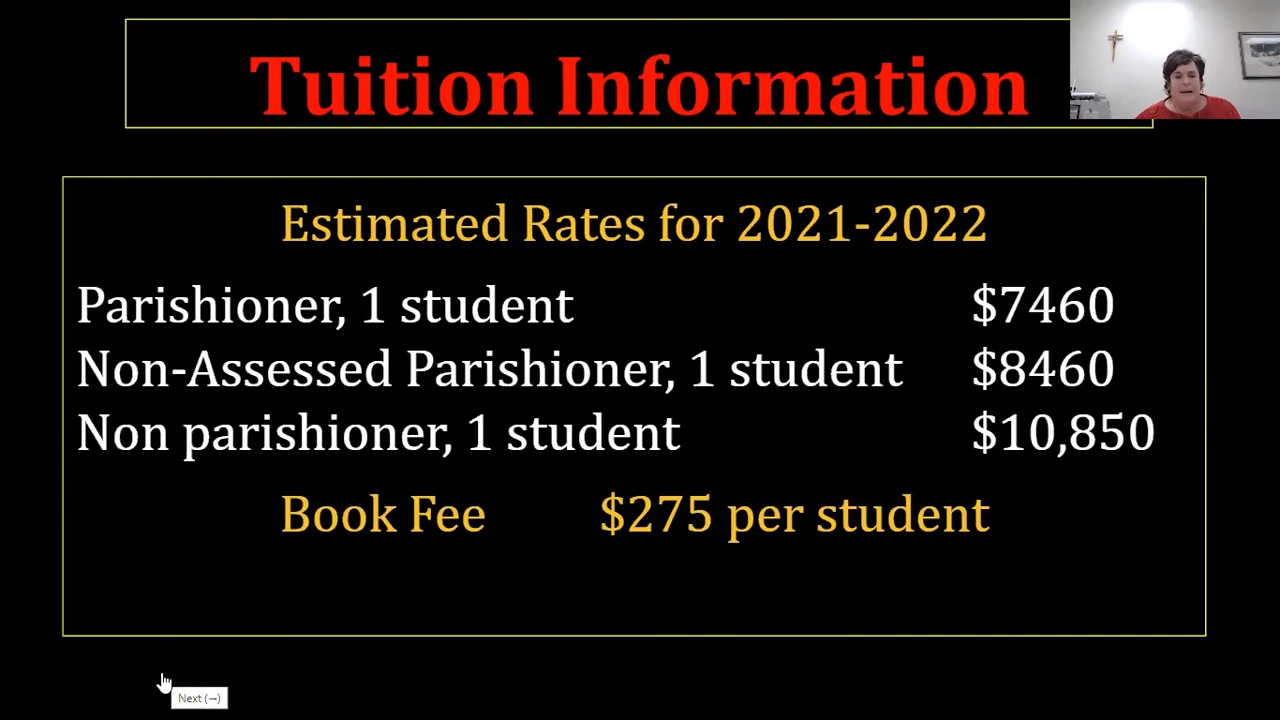 Tuition Information
Estimated Rates for 2021-2022
Parishioner, 1 student $7460
Non-Assessed Parishioner, 1 student $8460
Non parishioner, 1 student $10,850
Book Fee $275 per student
Next (→)